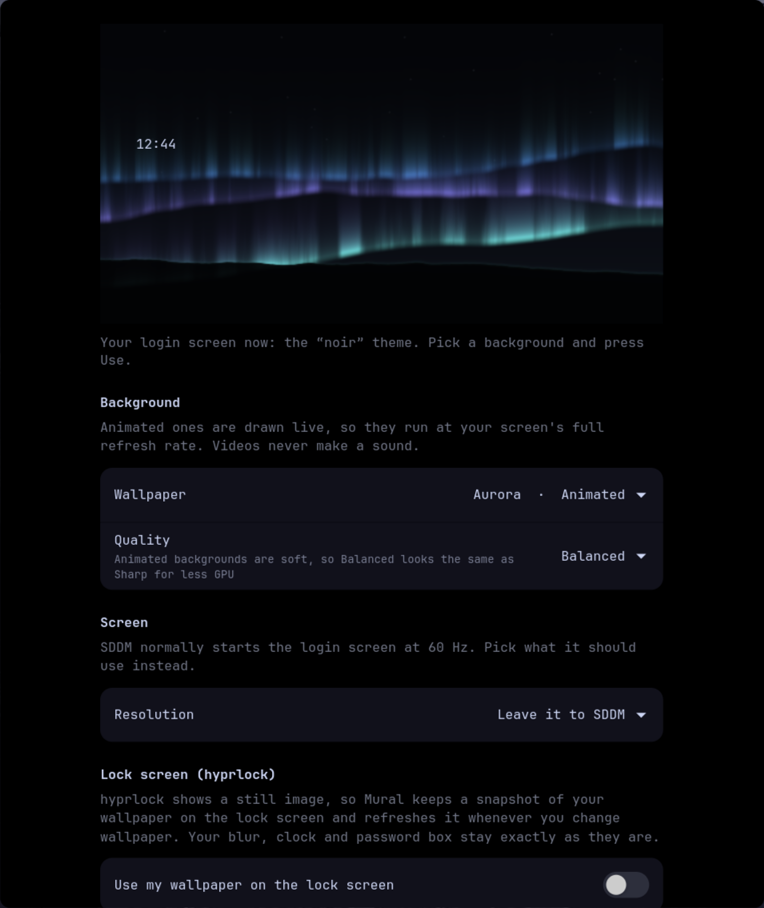 12:44
Your login screen now: the “noir” theme. Pick a background and press
Use.
Background
Animated ones are drawn live, so they run at your screen's full
refresh rate. Videos never make a sound.
Wallpaper
Aurora · Animated
Quality
Animated backgrounds are soft, so Balanced looks the same as
Sharp for less GPU
Balanced
Screen
SDDM normally starts the login screen at 60 Hz. Pick what it should
use instead.
Resolution
Leave it to SDDM
Lock screen (hyprlock)
hyprlock shows a still image, so Mural keeps a snapshot of your
wallpaper on the lock screen and refreshes it whenever you change
wallpaper. Your blur, clock and password box stay exactly as they are.
Use my wallpaper on the lock screen